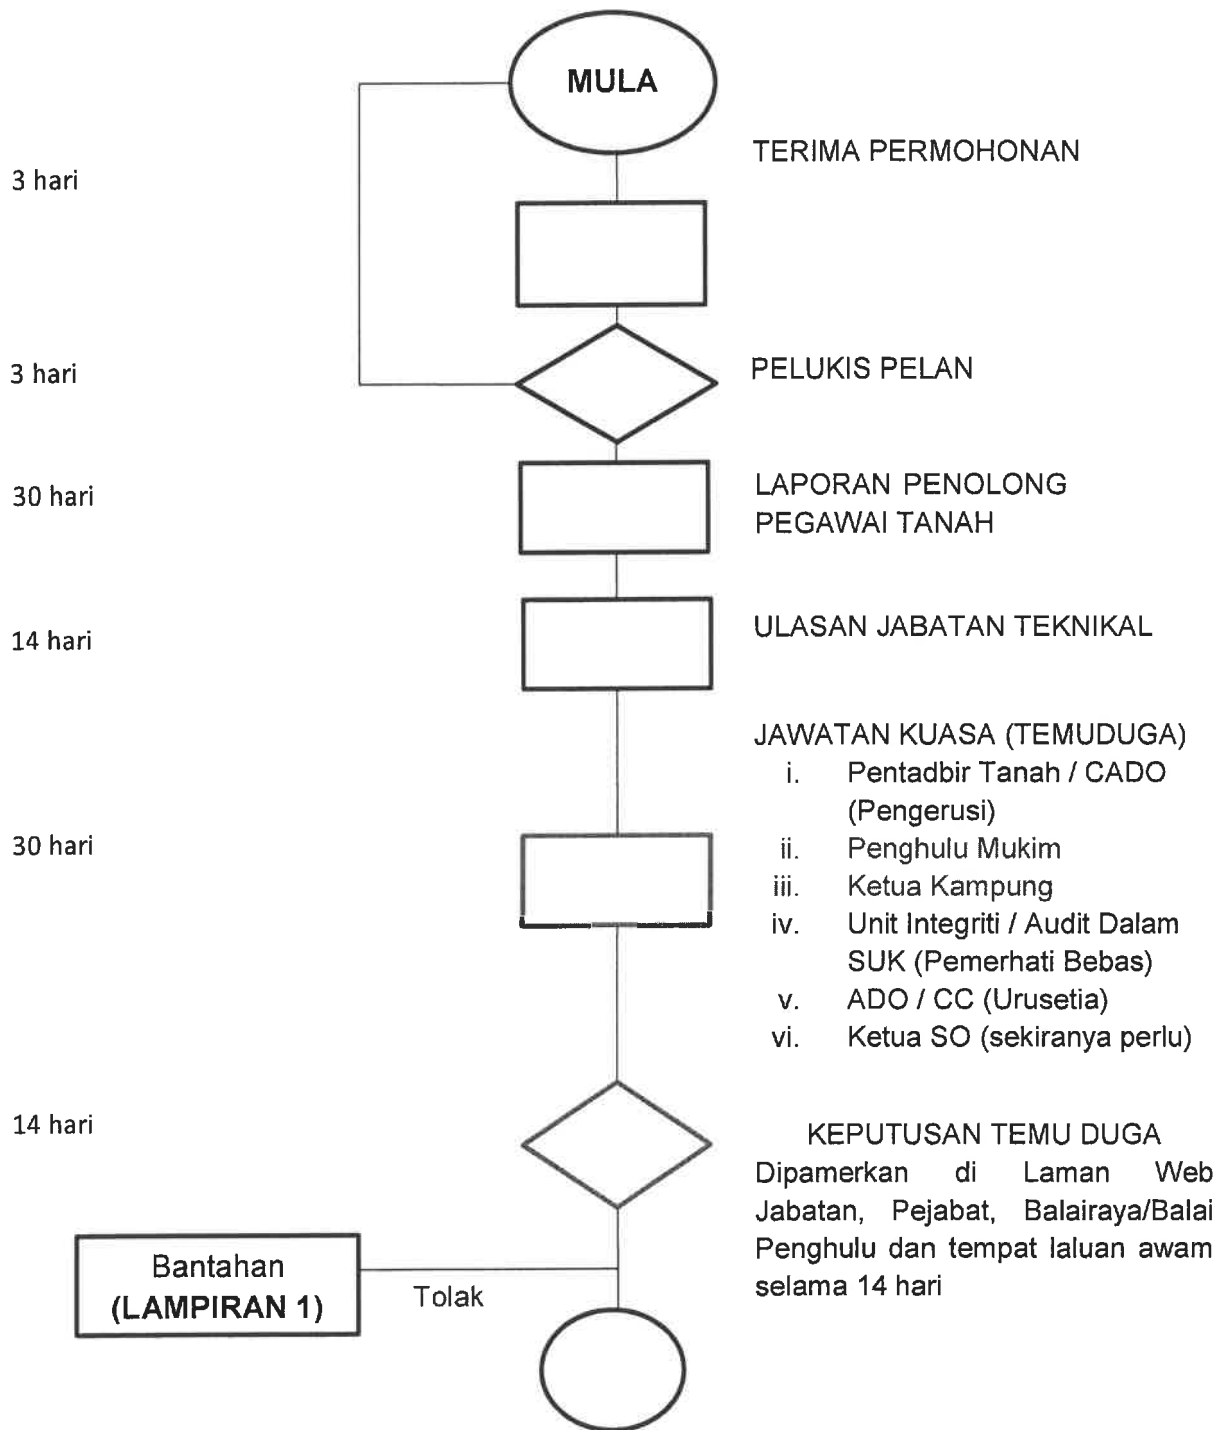 MULA
3 hari
TERIMA PERMOHONAN
3 hari
PELUKIS PELAN
30 hari
LAPORAN PENOLONG
PEGAWAI TANAH
14 hari
ULASAN JABATAN TEKNIKAL
30 hari
JAWATAN KUASA (TEMUDUGA)
i. Pentadbir Tanah / CADO
(Pengerusi)
ii. Penghulu Mukim
iii. Ketua Kampung
iv. Unit Integriti / Audit Dalam
SUK (Pemerhati Bebas)
v. ADO / CC (Urusetia)
vi. Ketua SO (sekiranya perlu)
14 hari
KEPUTUSAN TEMU DUGA
Dipamerkan di Laman Web
Jabatan, Pejabat, Balairaya/Balai
Penghulu dan tempat laluan awam
selama 14 hari
Bantahan
(LAMPIRAN 1)
Tolak